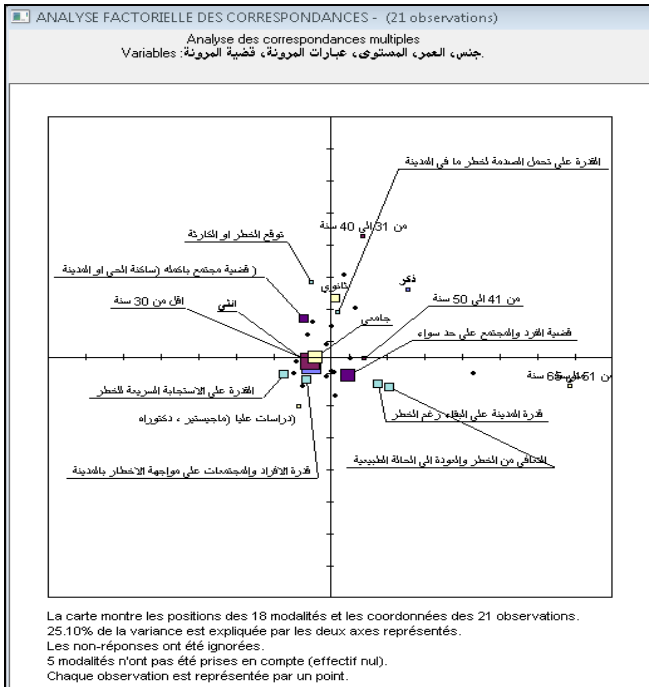 ANALYSE FACTORIELLE DES CORRESPONDANCES - (21 observations)
Analyse des correspondances multiples
Variables :جنس، العمر، المستوى، عبارات المرونة، قضية المرونة.
القدرة على تحمل الصدمة لخطر ما في المدينة
من 31 الى 40 سنة
توقع الخطر او الكارثة
( قضية مجتمع باكمله (ساكنة الحي او المدينة
ثانوي
ذكر
اقل من 30 سنة
انثى
من 41 الى 50 سنة
جامعي
قضية الفرد والمجتمع على حد سواء
القدرة على الاستجابة السريعة للخطر
سنة
(دراسات عليا (ماجيستير ، دكتوراه
قدرة المدينة على البقاء رغم الخطر
التعافي من الخطر والعودة الى الحالة الطبيعية
قدرة الافراد والمجتمعات على مواجهة الاخطار بالمدينة
La carte montre les positions des 18 modalités et les coordonnées des 21 observations.
25.10% de la variance est expliquée par les deux axes représentés.
Les non-réponses ont été ignorées.
5 modalités n'ont pas été prises en compte (effectif nul).
Chaque observation est représentée par un point.